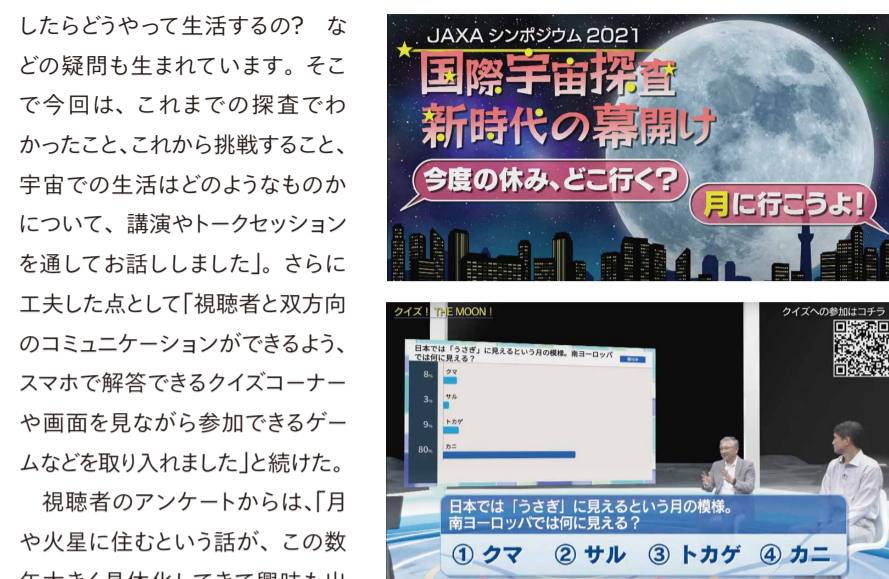 したらどうやって生活するの?　な
どの疑問も生まれています。そこ
で今回は、これまでの探査でわ
かったこと、これから挑戦すること、
宇宙での生活はどのようなものか
について、講演やトークセッション
を通してお話ししました」。さらに
工夫した点として「視聴者と双方向
のコミュニケーションができるよう、
スマホで解答できるクイズコーナー
や画面を見ながら参加できるゲー
ムなどを取り入れました」と続けた。
　視聴者のアンケートからは、「月
や火星に住むという話が、この数
年大きく具体化してきて興味も出
JAXA シンポジウム 2021
国際宇宙探査
新時代の幕開け
今度の休み、どこ行く?
月に行こうよ!
クイズ! THE MOON!
クイズへの参加はコチラ
日本では「うさぎ」に見えるという月の模様。南ヨーロッパ
では何に見える?
8% クマ
3% サル
9% トカゲ
80% カニ
日本では「うさぎ」に見えるという月の模様。
南ヨーロッパでは何に見える?
① クマ ② サル ③ トカゲ ④ カニ